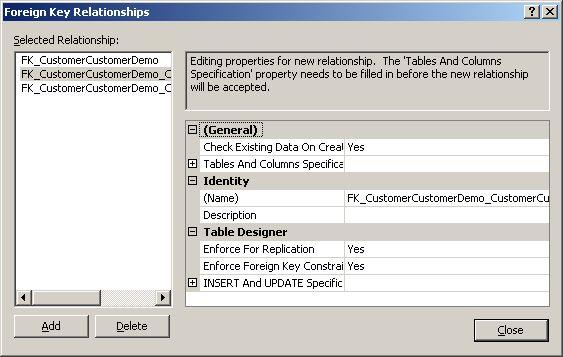 Foreign Key Relationships
Selected Relationship:
FK_CustomerCustomerDemo
FK_CustomerCustomerDemo_C
FK_CustomerCustomerDemo_C
Editing properties for new relationship. The 'Tables And Columns
Specification' property needs to be filled in before the new relationship
will be accepted.
(General)
Check Existing Data On Creat Yes
Tables And Columns Specifica
Identity
(Name) FK_CustomerCustomerDemo_CustomerCu
Description
Table Designer
Enforce For Replication Yes
Enforce Foreign Key Constrai Yes
INSERT And UPDATE Specific
Add Delete
Close